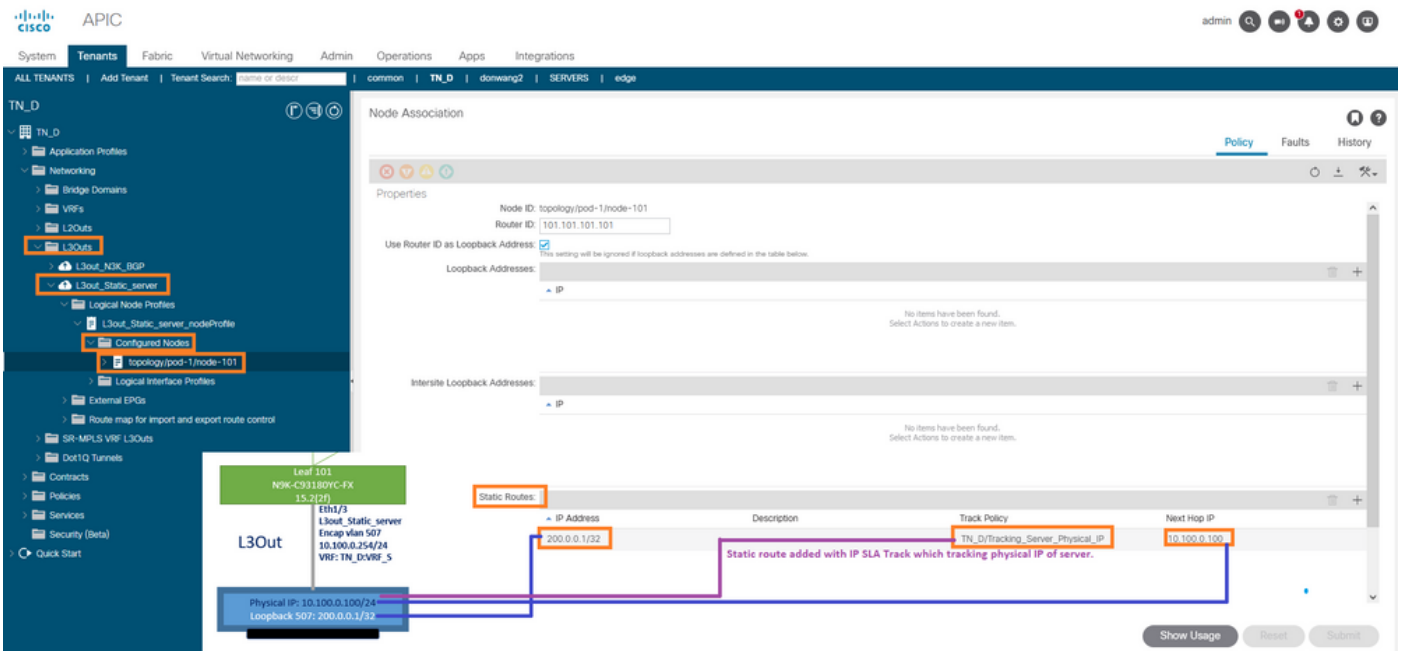 CISCO
APIC
admin
1
System Tenants Fabric Virtual Networking Admin Operations Apps Integrations
ALL TENANTS | Add Tenant | Tenant Search: name or descr | common | TN_D | donwang2 | SERVERS | edge
TN_D
TN_D
Application Profiles
Networking
Bridge Domains
VRFs
L2Outs
L3Outs
L3out_N3K_BGP
L3out_Static_server
Logical Node Profiles
L3out_Static_server_nodeProfile
Configured Nodes
topology/pod-1/node-101
Logical Interface Profiles
External EPGs
Route map for import and export route control
SR-MPLS VRF L3Outs
Dot1Q Tunnels
Contracts
Policies
Services
Security (Beta)
Quick Start
Node Association
Policy Faults History
Properties
Node ID: topology/pod-1/node-101
Router ID: 101.101.101.101
Use Router ID as Loopback Address:
This setting will be ignored if loopback addresses are defined in the table below.
Loopback Addresses:
IP
No items have been found.
Select Actions to create a new item.
Intersite Loopback Addresses:
IP
No items have been found.
Select Actions to create a new item.
Static Routes:
IP Address Description Track Policy Next Hop IP
200.0.0.1/32 TN_D/Tracking_Server_Physical_IP 10.100.0.100
Static route added with IP SLA Track which tracking physical IP of server.
Leaf 101
N9K-C93180YC-FX
15.2(2f)
L3Out
Eth1/3
L3out_Static_server
Encap vlan 507
10.100.0.254/24
VRF: TN_D:VRF_S
Physical IP: 10.100.0.100/24
Loopback 507: 200.0.0.1/32
Show Usage Reset Submit